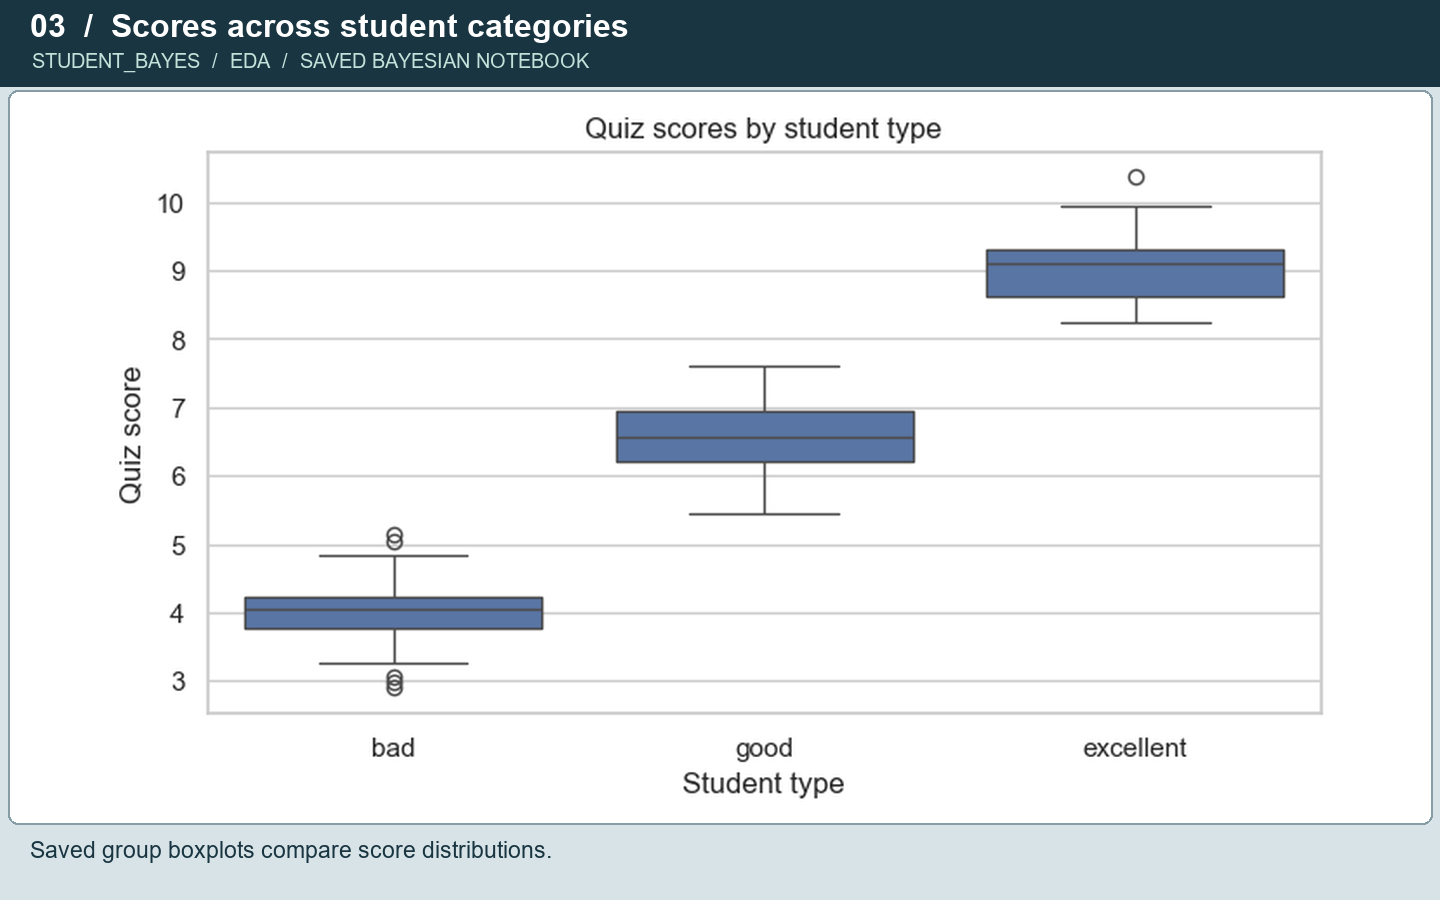 03 / Scores across student categories
STUDENT_BAYES / EDA / SAVED BAYESIAN NOTEBOOK
Quiz scores by student type
10
9
8
7
6
5
4
3
Quiz score
bad good excellent
Student type
Saved group boxplots compare score distributions.